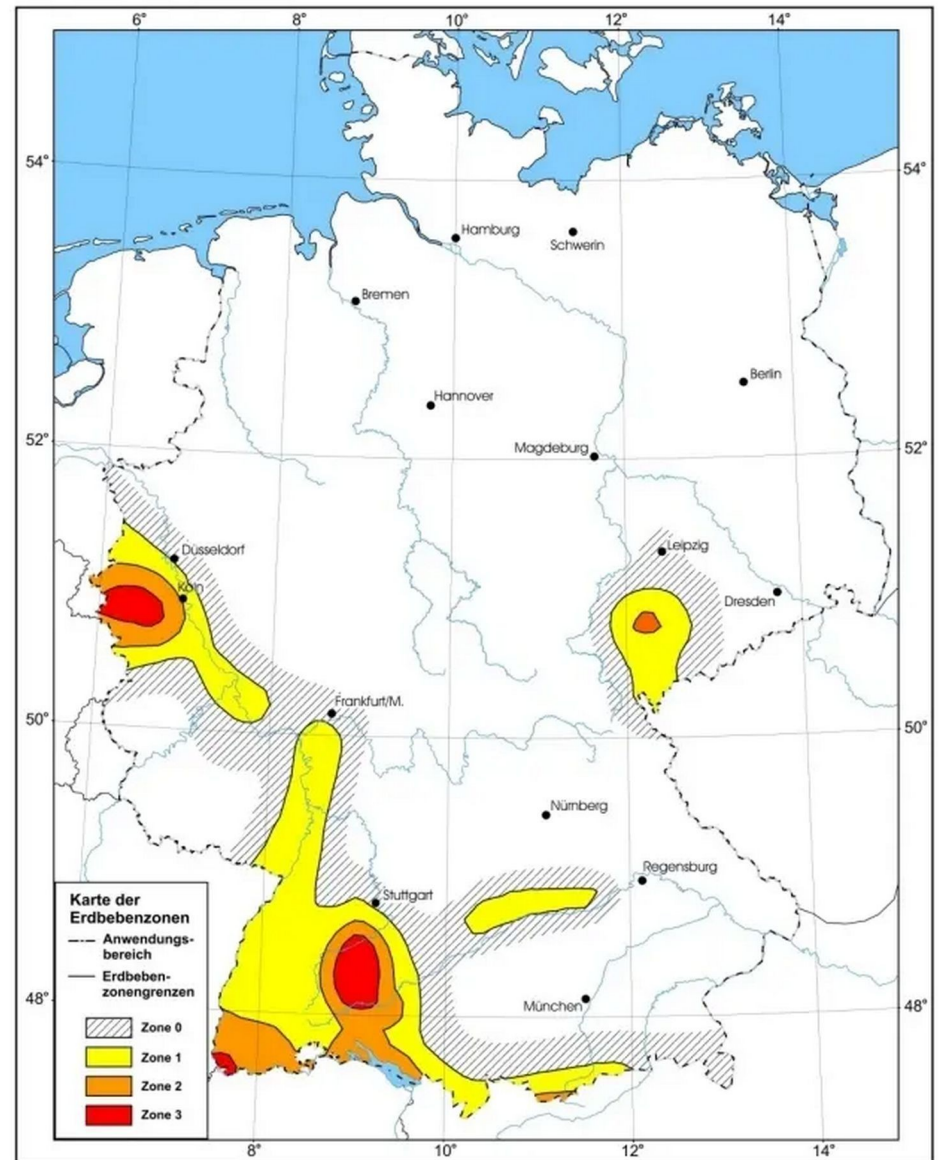 6° 8° 10° 12° 14°
54° 54°
Hamburg
Schwerin
Bremen
Berlin
Hannover
52° 52°
Magdeburg
Düsseldorf
Leipzig
Köln
Dresden
50° 50°
Frankfurt/M.
Nürnberg
Regensburg
Stuttgart
48° 48°
München
Karte der
Erdbebenzonen
Anwendungs-
bereich
Erdbeben-
zonengrenzen
Zone 0
Zone 1
Zone 2
Zone 3
8° 10° 12° 14°